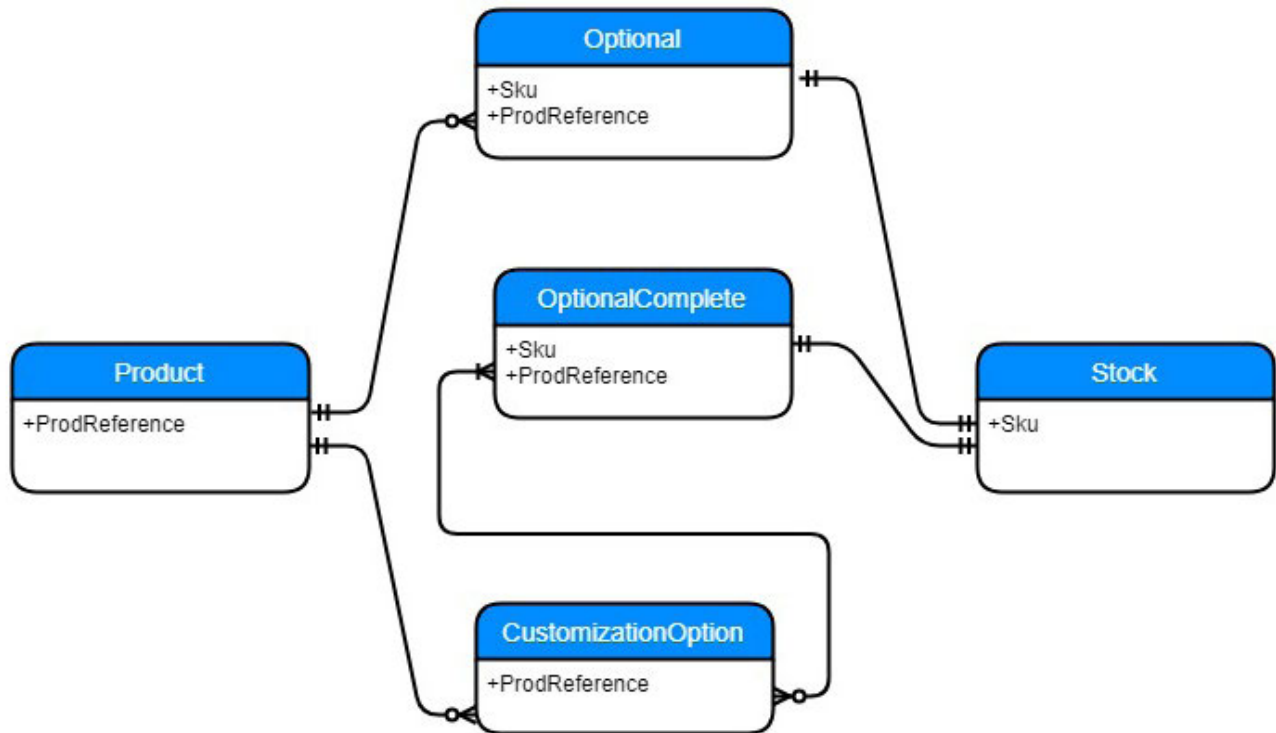 Optional
+Sku
+ProdReference
OptionalComplete
+Sku
+ProdReference
Product
+ProdReference
Stock
+Sku
CustomizationOption
+ProdReference